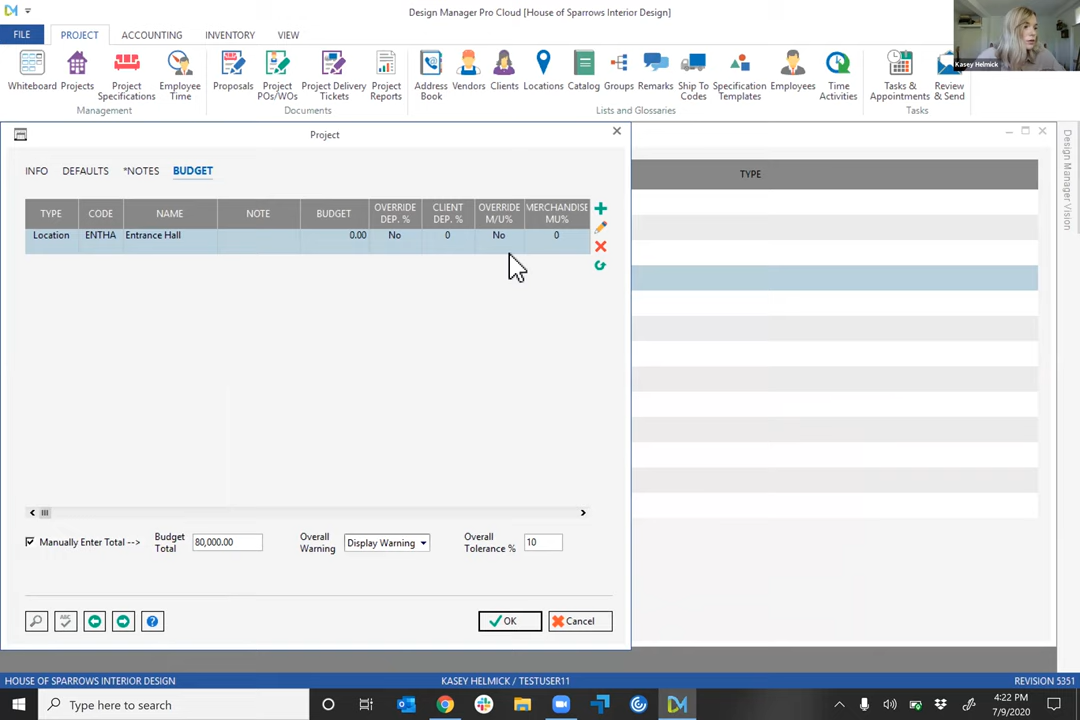 Design Manager Pro Cloud [House of Sparrows Interior Design]
FILE PROJECT ACCOUNTING INVENTORY VIEW
Whiteboard Projects Project Specifications Employee Time Proposals Project POs/WOs Project Delivery Tickets Project Reports Address Book Vendors Clients Locations Catalog Groups Remarks Ship To Codes Specification Templates Employees Time Activities Tasks & Appointments Review & Send
Management Documents Lists and Glossaries Tasks
Kasey Helmick
Project
INFO DEFAULTS *NOTES BUDGET
TYPE CODE NAME NOTE BUDGET OVERRIDE DEP. % CLIENT DEP. % OVERRIDE M/U% MERCHANDISE MU%
Location ENTHA Entrance Hall 0.00 No 0 No 0
TYPE
Design Manager Vision
Manually Enter Total --> Budget Total 80,000.00 Overall Warning Display Warning Overall Tolerance % 10
ABC ? OK Cancel
HOUSE OF SPARROWS INTERIOR DESIGN KASEY HELMICK / TESTUSER11 REVISION 5351
Type here to search
4:22 PM
7/9/2020